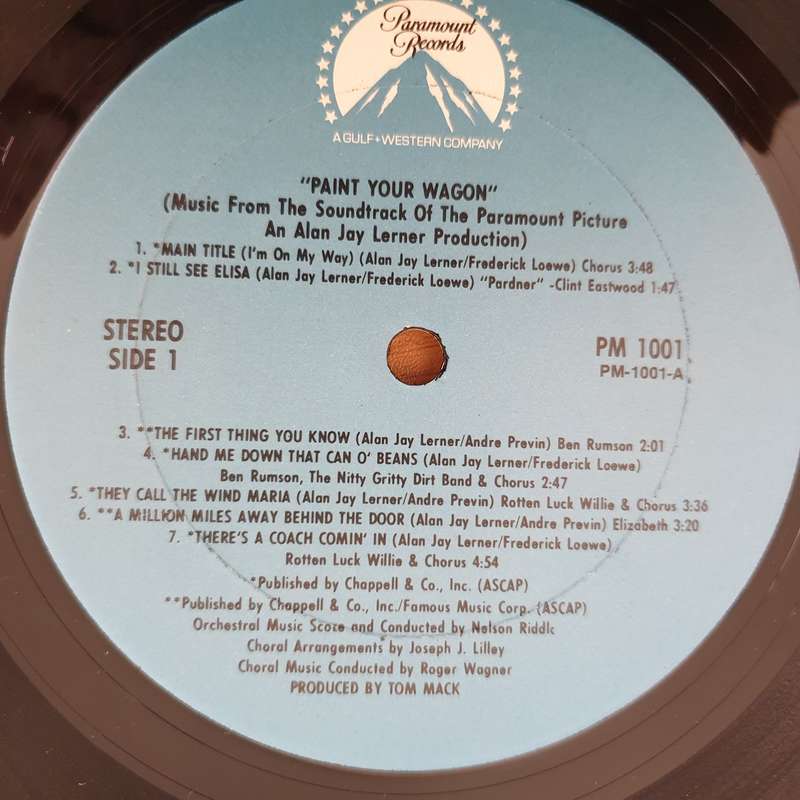 Paramount
Records
A GULF+WESTERN COMPANY
"PAINT YOUR WAGON"
(Music From The Soundtrack Of The Paramount Picture
An Alan Jay Lerner Production)
1. *MAIN TITLE (I'm On My Way) (Alan Jay Lerner/Frederick Loewe) Chorus 3:48
2. *I STILL SEE ELISA (Alan Jay Lerner/Frederick Loewe) "Pardner" -Clint Eastwood 1:47
STEREO
SIDE 1
PM 1001
PM-1001-A
3. **THE FIRST THING YOU KNOW (Alan Jay Lerner/Andre Previn) Ben Rumson 2:01
4. *HAND ME DOWN THAT CAN O' BEANS (Alan Jay Lerner/Frederick Loewe)
Ben Rumson, The Nitty Gritty Dirt Band & Chorus 2:47
5. *THEY CALL THE WIND MARIA (Alan Jay Lerner/Andre Previn) Rotten Luck Willie & Chorus 3:36
6. **A MILLION MILES AWAY BEHIND THE DOOR (Alan Jay Lerner/Andre Previn) Elizabeth 3:20
7. *THERE'S A COACH COMIN' IN (Alan Jay Lerner/Frederick Loewe)
Rotten Luck Willie & Chorus 4:54
*Published by Chappell & Co., Inc. (ASCAP)
**Published by Chappell & Co., Inc./Famous Music Corp. (ASCAP)
Orchestral Music Score and Conducted by Nelson Riddle
Choral Arrangements by Joseph J. Lilley
Choral Music Conducted by Roger Wagner
PRODUCED BY TOM MACK